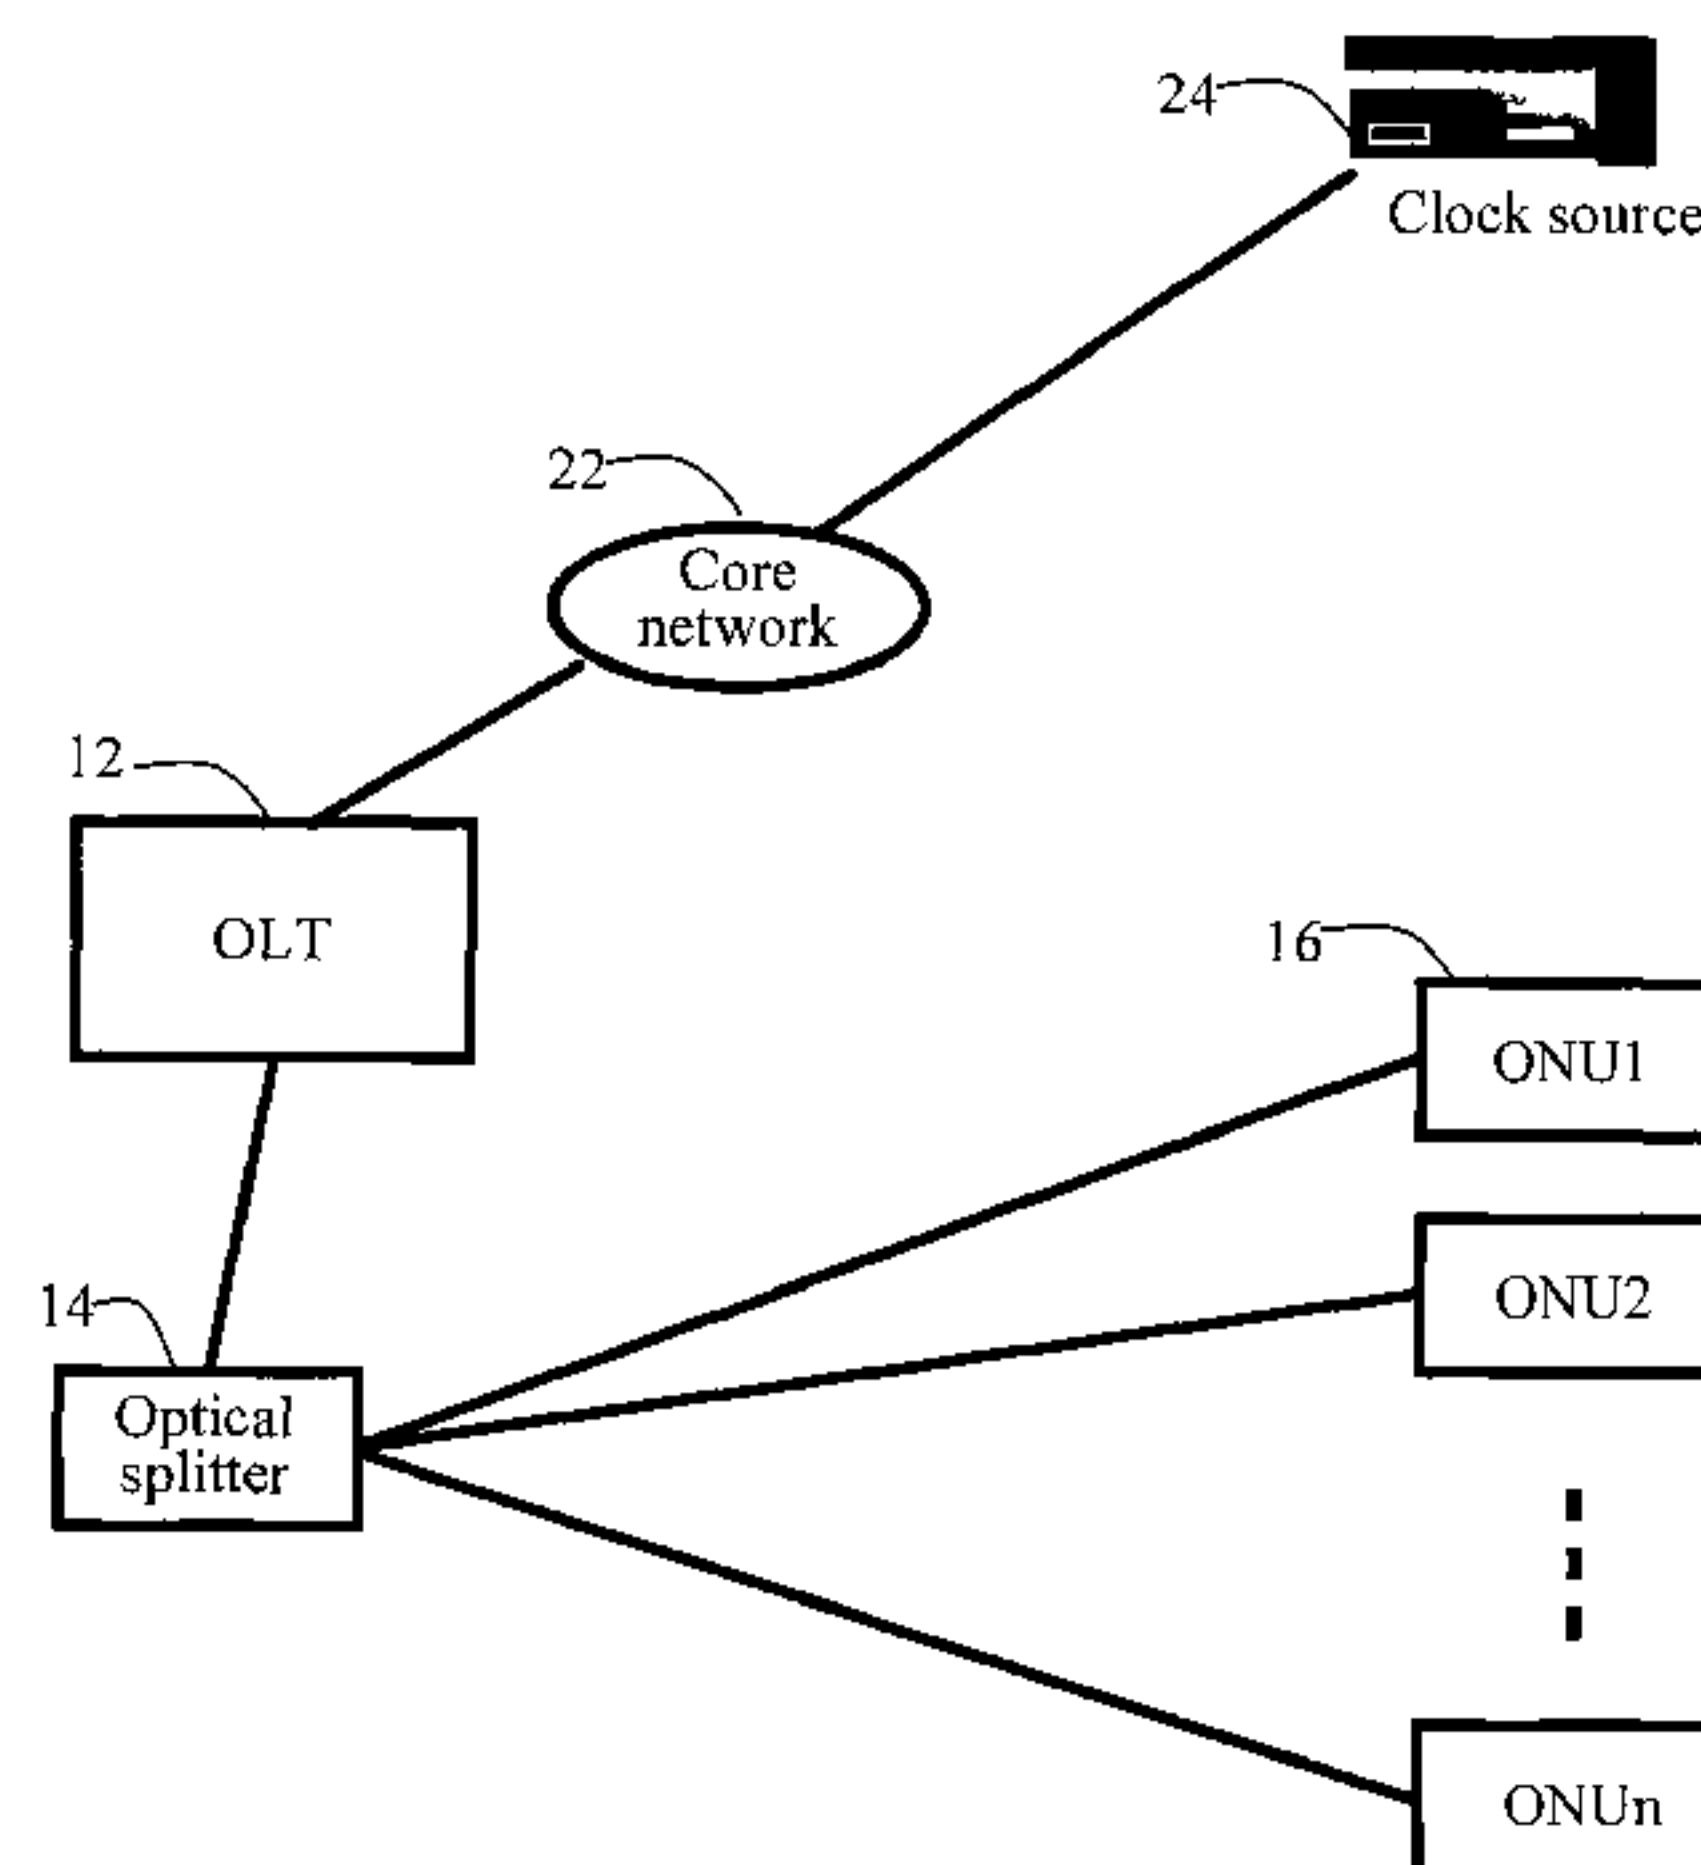 24
Clock source
22
Core
network
12
OLT
16
ONU1
ONU2
14
Optical
splitter
ONUn